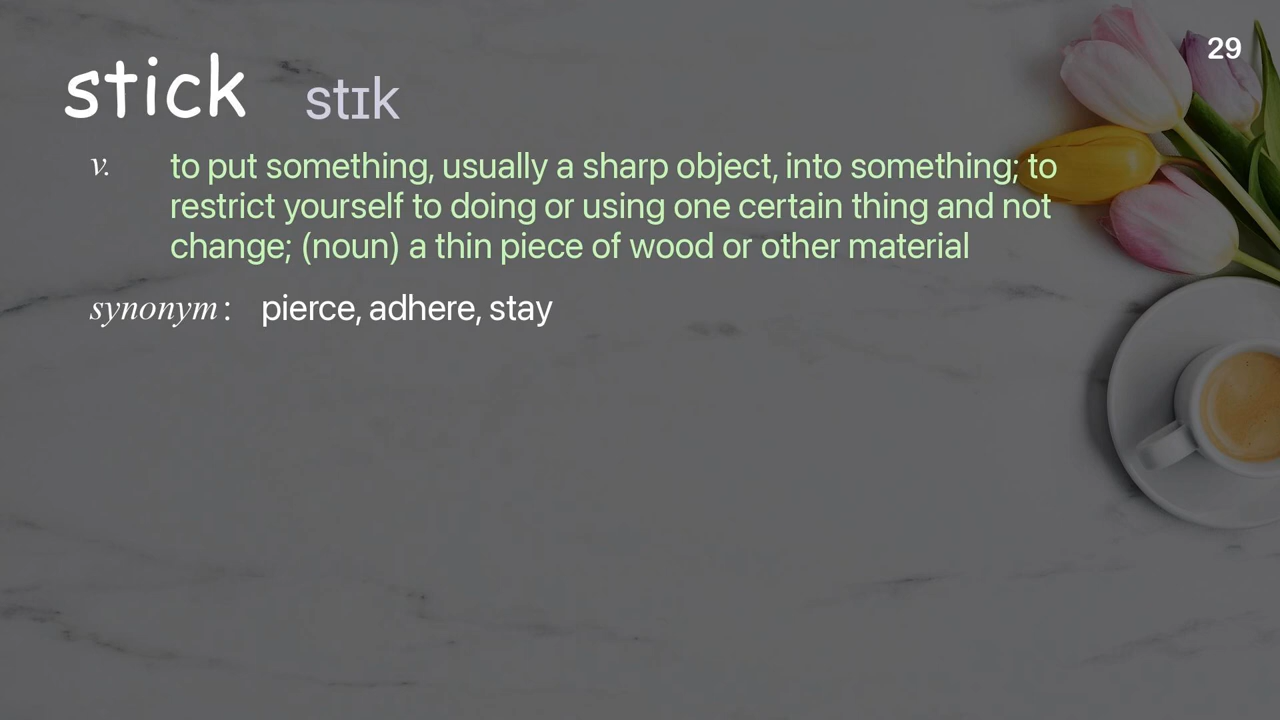 29
stick stɪk
v. to put something, usually a sharp object, into something; to
restrict yourself to doing or using one certain thing and not
change; (noun) a thin piece of wood or other material
synonym: pierce, adhere, stay